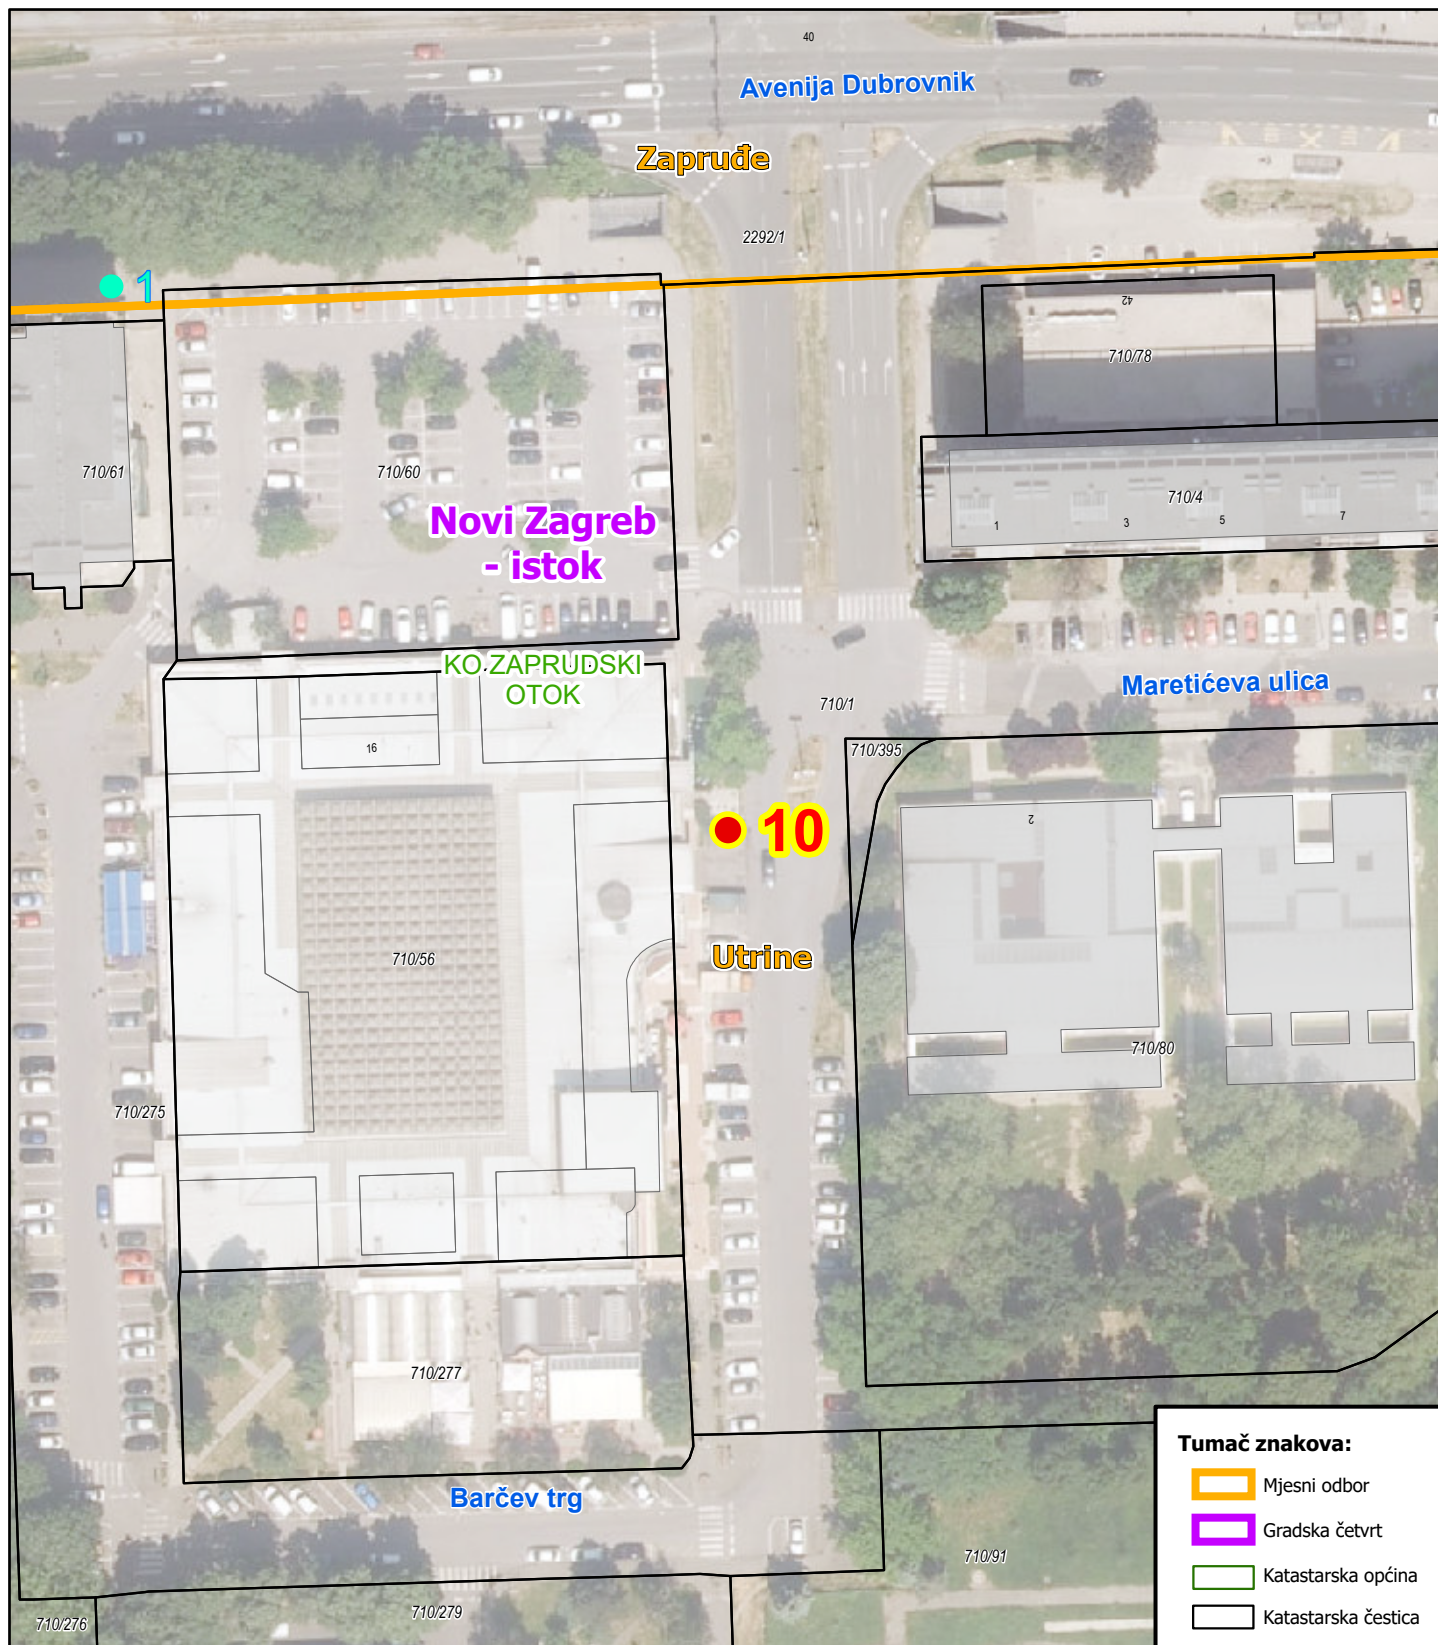 40
Avenija Dubrovnik
Zapruđe
2292/1
1
42
710/78
710/61
710/60
710/4
1
3
5
7
Novi Zagreb
- istok
KO ZAPRUDSKI
OTOK
Maretićeva ulica
710/1
16
710/395
2
10
Utrine
710/56
710/80
710/275
710/277
Barčev trg
710/91
710/276
710/279
Tumač znakova:
Mjesni odbor
Gradska četvrt
Katastarska općina
Katastarska čestica